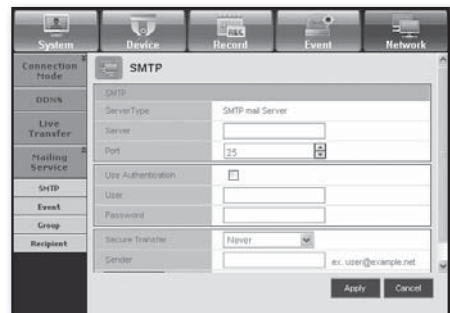 System Device Record Event Network
Connection
Mode
DDNS
Live
Transfer
Mailing
Service
SMTP
Event
Group
Recipient
SMTP
SMTP
ServerType SMTP mail Server
Server
Port 25
Use Authentication
User
Password
Secure Transfer Never
Sender ex. user@example.net
Apply Cancel
REC